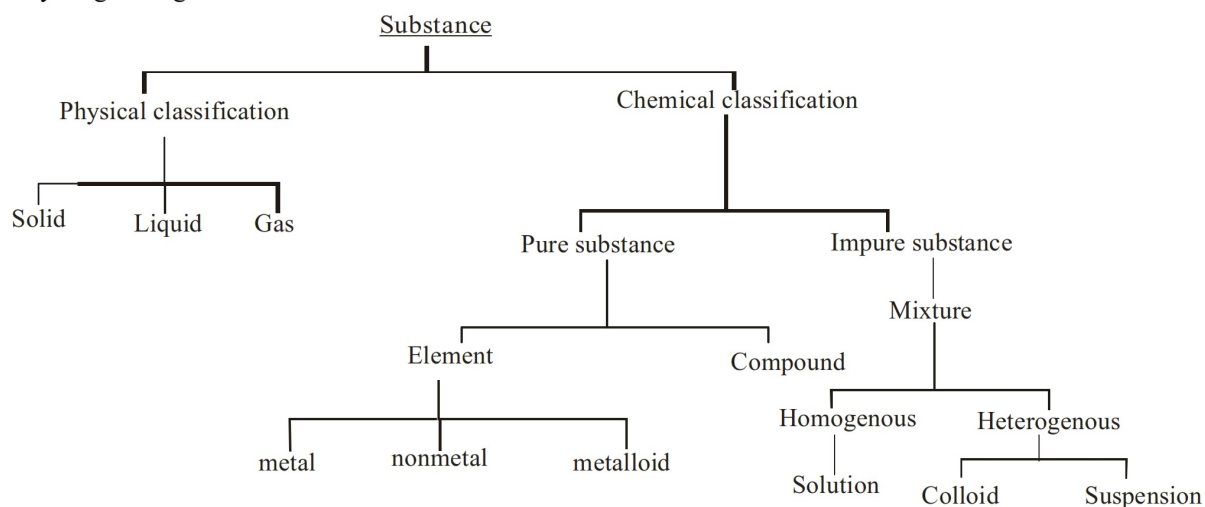 Substance
Physical classification
Chemical classification
Solid
Liquid
Gas
Pure substance
Impure substance
Mixture
Element
Compound
Homogenous
Heterogenous
metal
nonmetal
metalloid
Solution
Colloid
Suspension